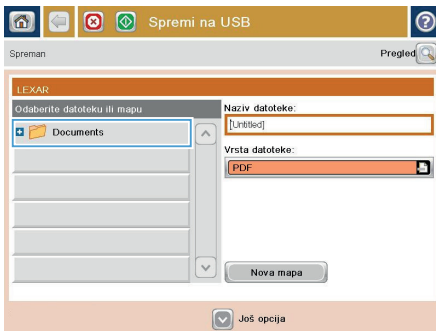 Spremi na USB
Spreman
Pregled
LEXAR
Odaberite datoteku ili mapu
Documents
Naziv datoteke:
[Untitled]
Vrsta datoteke:
PDF
Nova mapa
Još opcija